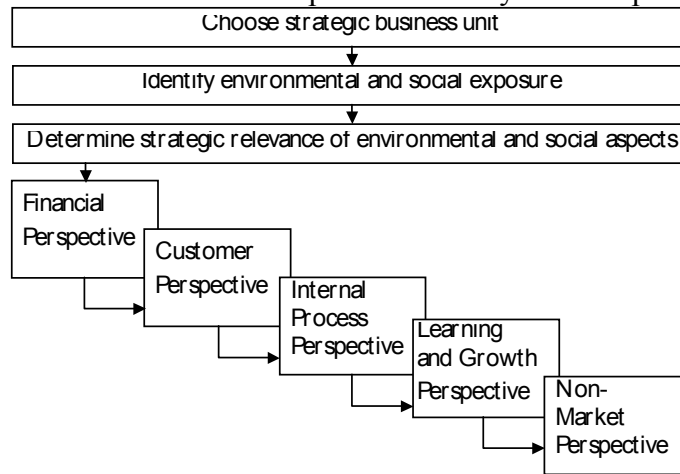 Choose strategic business unit
Identify environmental and social exposure
Determine strategic relevance of environmental and social aspects
Financial
Perspective
Customer
Perspective
Internal
Process
Perspective
Learning
and Growth
Perspective
Non-
Market
Perspective